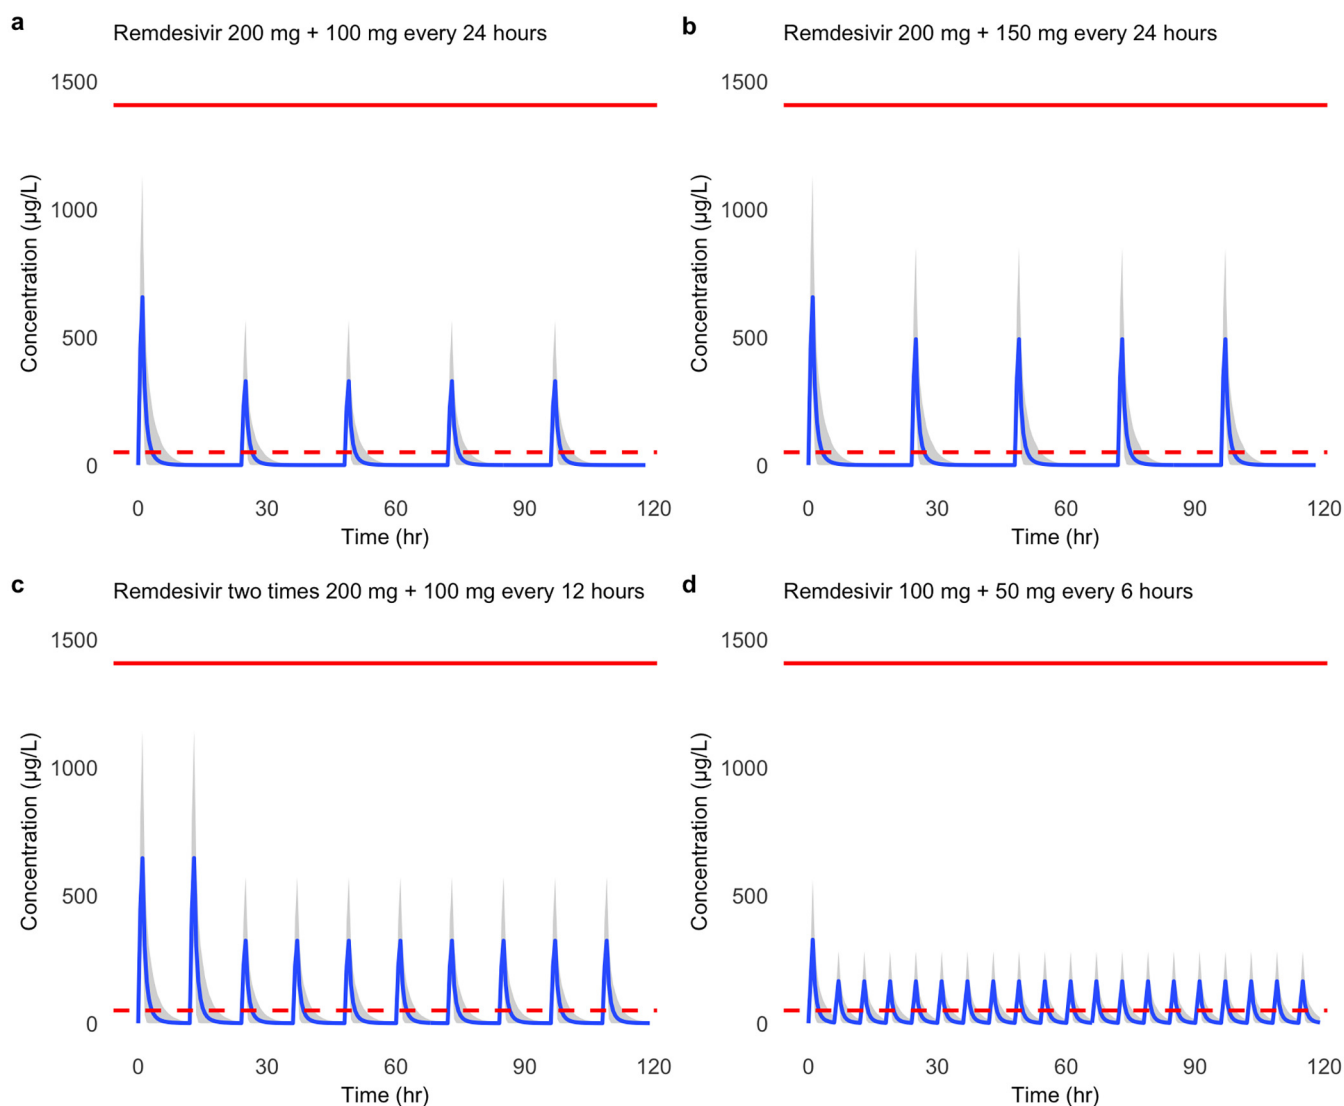 a
Remdesivir 200 mg + 100 mg every 24 hours
1500
1000
500
0
Concentration (µg/L)
0 30 60 90 120
Time (hr)
b
Remdesivir 200 mg + 150 mg every 24 hours
1500
1000
500
0
Concentration (µg/L)
0 30 60 90 120
Time (hr)
c
Remdesivir two times 200 mg + 100 mg every 12 hours
1500
1000
500
0
Concentration (µg/L)
0 30 60 90 120
Time (hr)
d
Remdesivir 100 mg + 50 mg every 6 hours
1500
1000
500
0
Concentration (µg/L)
0 30 60 90 120
Time (hr)